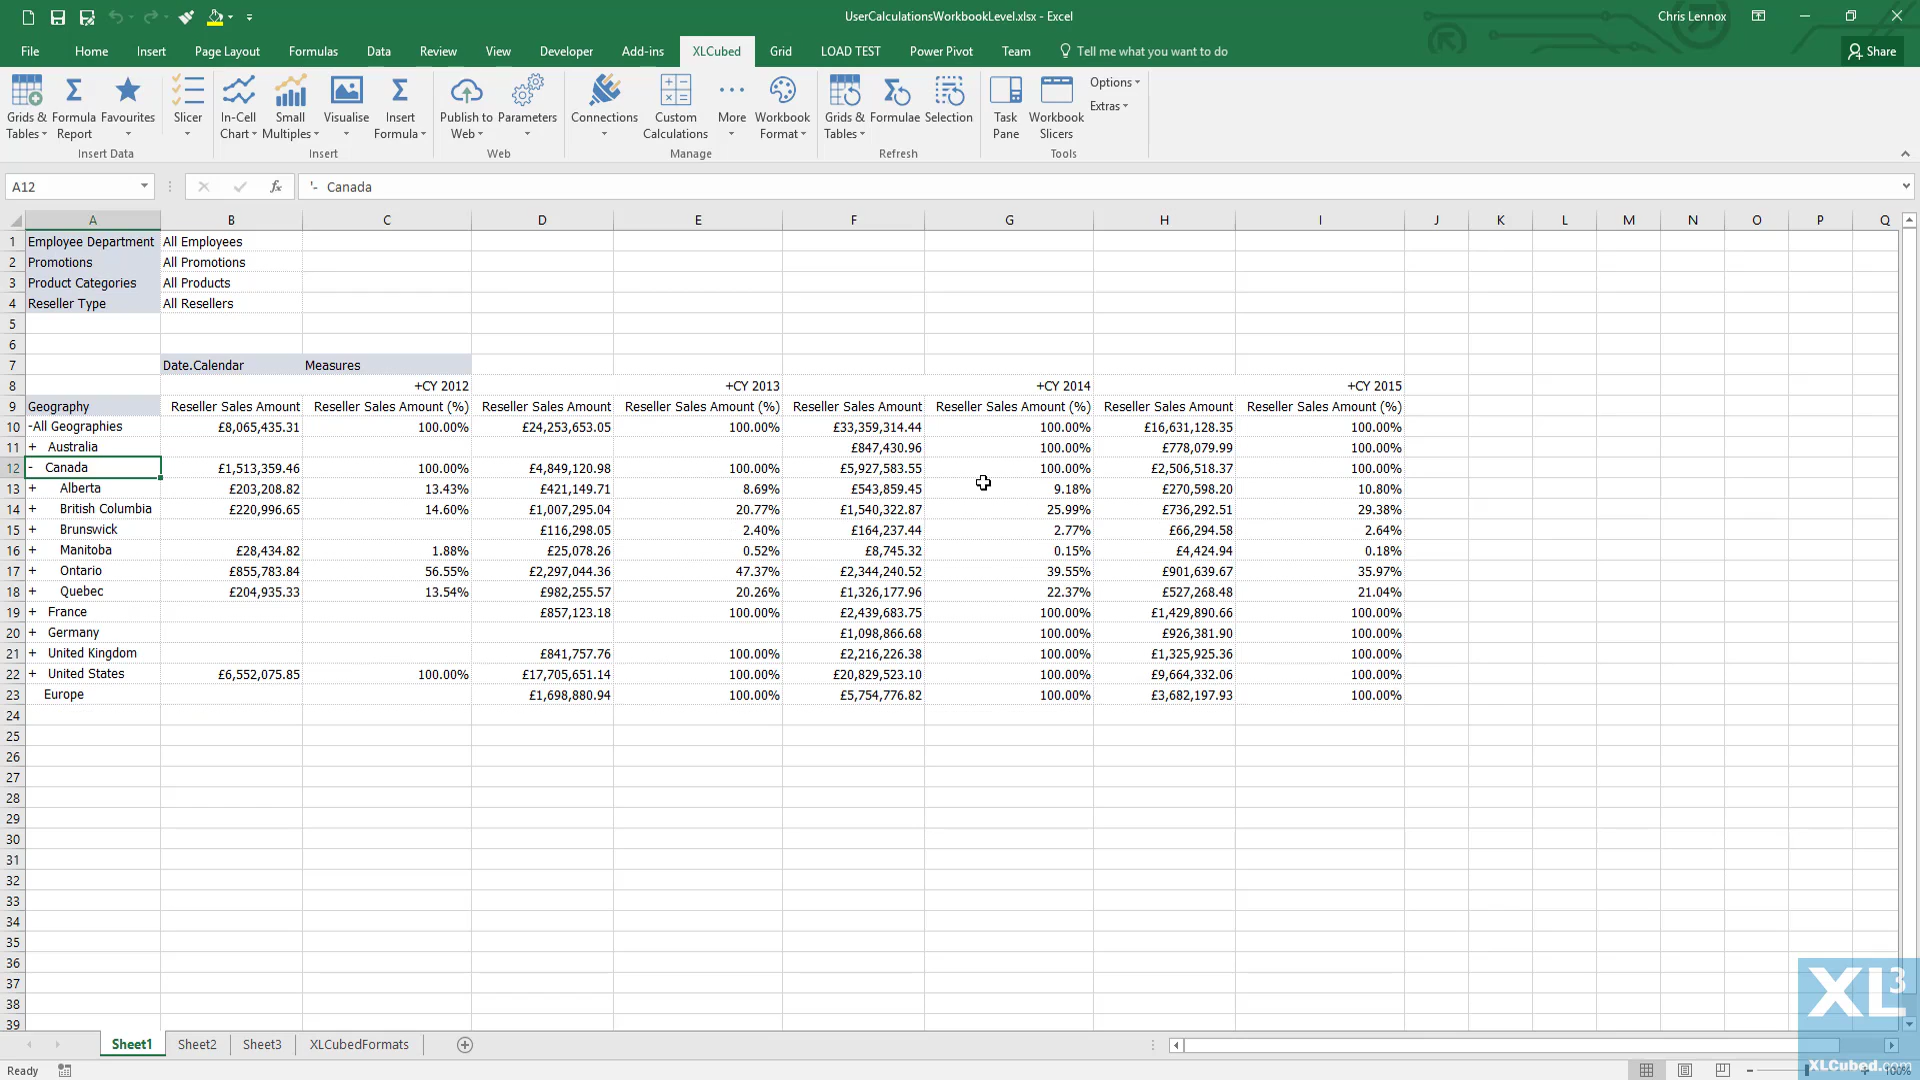 UserCalculationsWorkbookLevel.xlsx - Excel
Chris Lennox
File Home Insert Page Layout Formulas Data Review View Developer Add-ins XLCubed Grid LOAD TEST Power Pivot Team Tell me what you want to do Share
Grids & Tables Formula Report Favourites Slicer In-Cell Chart Small Multiples Visualise Insert Formula Publish to Web Parameters Connections Custom Calculations More Workbook Format Grids & Tables Formulae Selection Task Pane Workbook Slicers Options Extras
Insert Data Insert Web Manage Refresh Tools
A12 fx '- Canada
A B C D E F G H I J K L M N O P Q
1 Employee Department All Employees
2 Promotions All Promotions
3 Product Categories All Products
4 Reseller Type All Resellers
5
6
7 Date.Calendar Measures
8 +CY 2012 +CY 2013 +CY 2014 +CY 2015
9 Geography Reseller Sales Amount Reseller Sales Amount (%) Reseller Sales Amount Reseller Sales Amount (%) Reseller Sales Amount Reseller Sales Amount (%) Reseller Sales Amount Reseller Sales Amount (%)
10 -All Geographies £8,065,435.31 100.00% £24,253,653.05 100.00% £33,359,314.44 100.00% £16,631,128.35 100.00%
11 + Australia £847,430.96 100.00% £778,079.99 100.00%
12 - Canada £1,513,359.46 100.00% £4,849,120.98 100.00% £5,927,583.55 100.00% £2,506,518.37 100.00%
13 + Alberta £203,208.82 13.43% £421,149.71 8.69% £543,859.45 9.18% £270,598.20 10.80%
14 + British Columbia £220,996.65 14.60% £1,007,295.04 20.77% £1,540,322.87 25.99% £736,292.51 29.38%
15 + Brunswick £116,298.05 2.40% £164,237.44 2.77% £66,294.58 2.64%
16 + Manitoba £28,434.82 1.88% £25,078.26 0.52% £8,745.32 0.15% £4,424.94 0.18%
17 + Ontario £855,783.84 56.55% £2,297,044.36 47.37% £2,344,240.52 39.55% £901,639.67 35.97%
18 + Quebec £204,935.33 13.54% £982,255.57 20.26% £1,326,177.96 22.37% £527,268.48 21.04%
19 + France £857,123.18 100.00% £2,439,683.75 100.00% £1,429,890.66 100.00%
20 + Germany £1,098,866.68 100.00% £926,381.90 100.00%
21 + United Kingdom £841,757.76 100.00% £2,216,226.38 100.00% £1,325,925.36 100.00%
22 + United States £6,552,075.85 100.00% £17,705,651.14 100.00% £20,829,523.10 100.00% £9,664,332.06 100.00%
23 Europe £1,698,880.94 100.00% £5,754,776.82 100.00% £3,682,197.93 100.00%
24
25
26
27
28
29
30
31
32
33
34
35
36
37
38
39
XL3
Sheet1 Sheet2 Sheet3 XLCubedFormats
Ready
XLCubed.com
100%